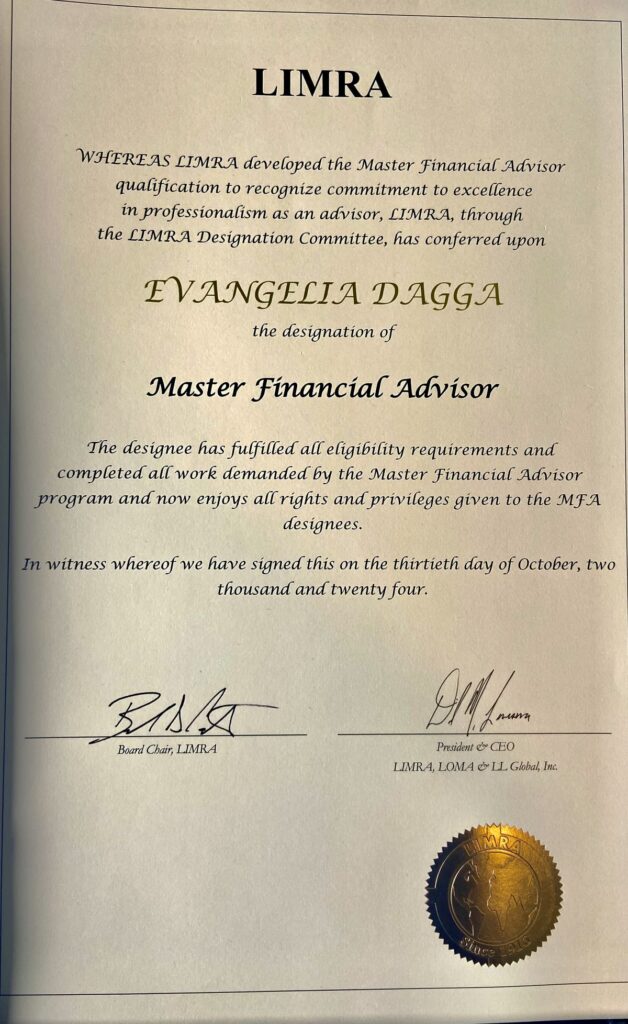 LIMRA
WHEREAS LIMRA developed the Master Financial Advisor
qualification to recognize commitment to excellence
in professionalism as an advisor, LIMRA, through
the LIMRA Designation Committee, has conferred upon
EVANGELIA DAGGA
the designation of
Master Financial Advisor
The designee has fulfilled all eligibility requirements and
completed all work demanded by the Master Financial Advisor
program and now enjoys all rights and privileges given to the MFA
designees.
In witness whereof we have signed this on the thirtieth day of October, two
thousand and twenty four.
Board Chair, LIMRA
President & CEO
LIMRA, LOMA & LL Global, Inc.
LIMRA
Since